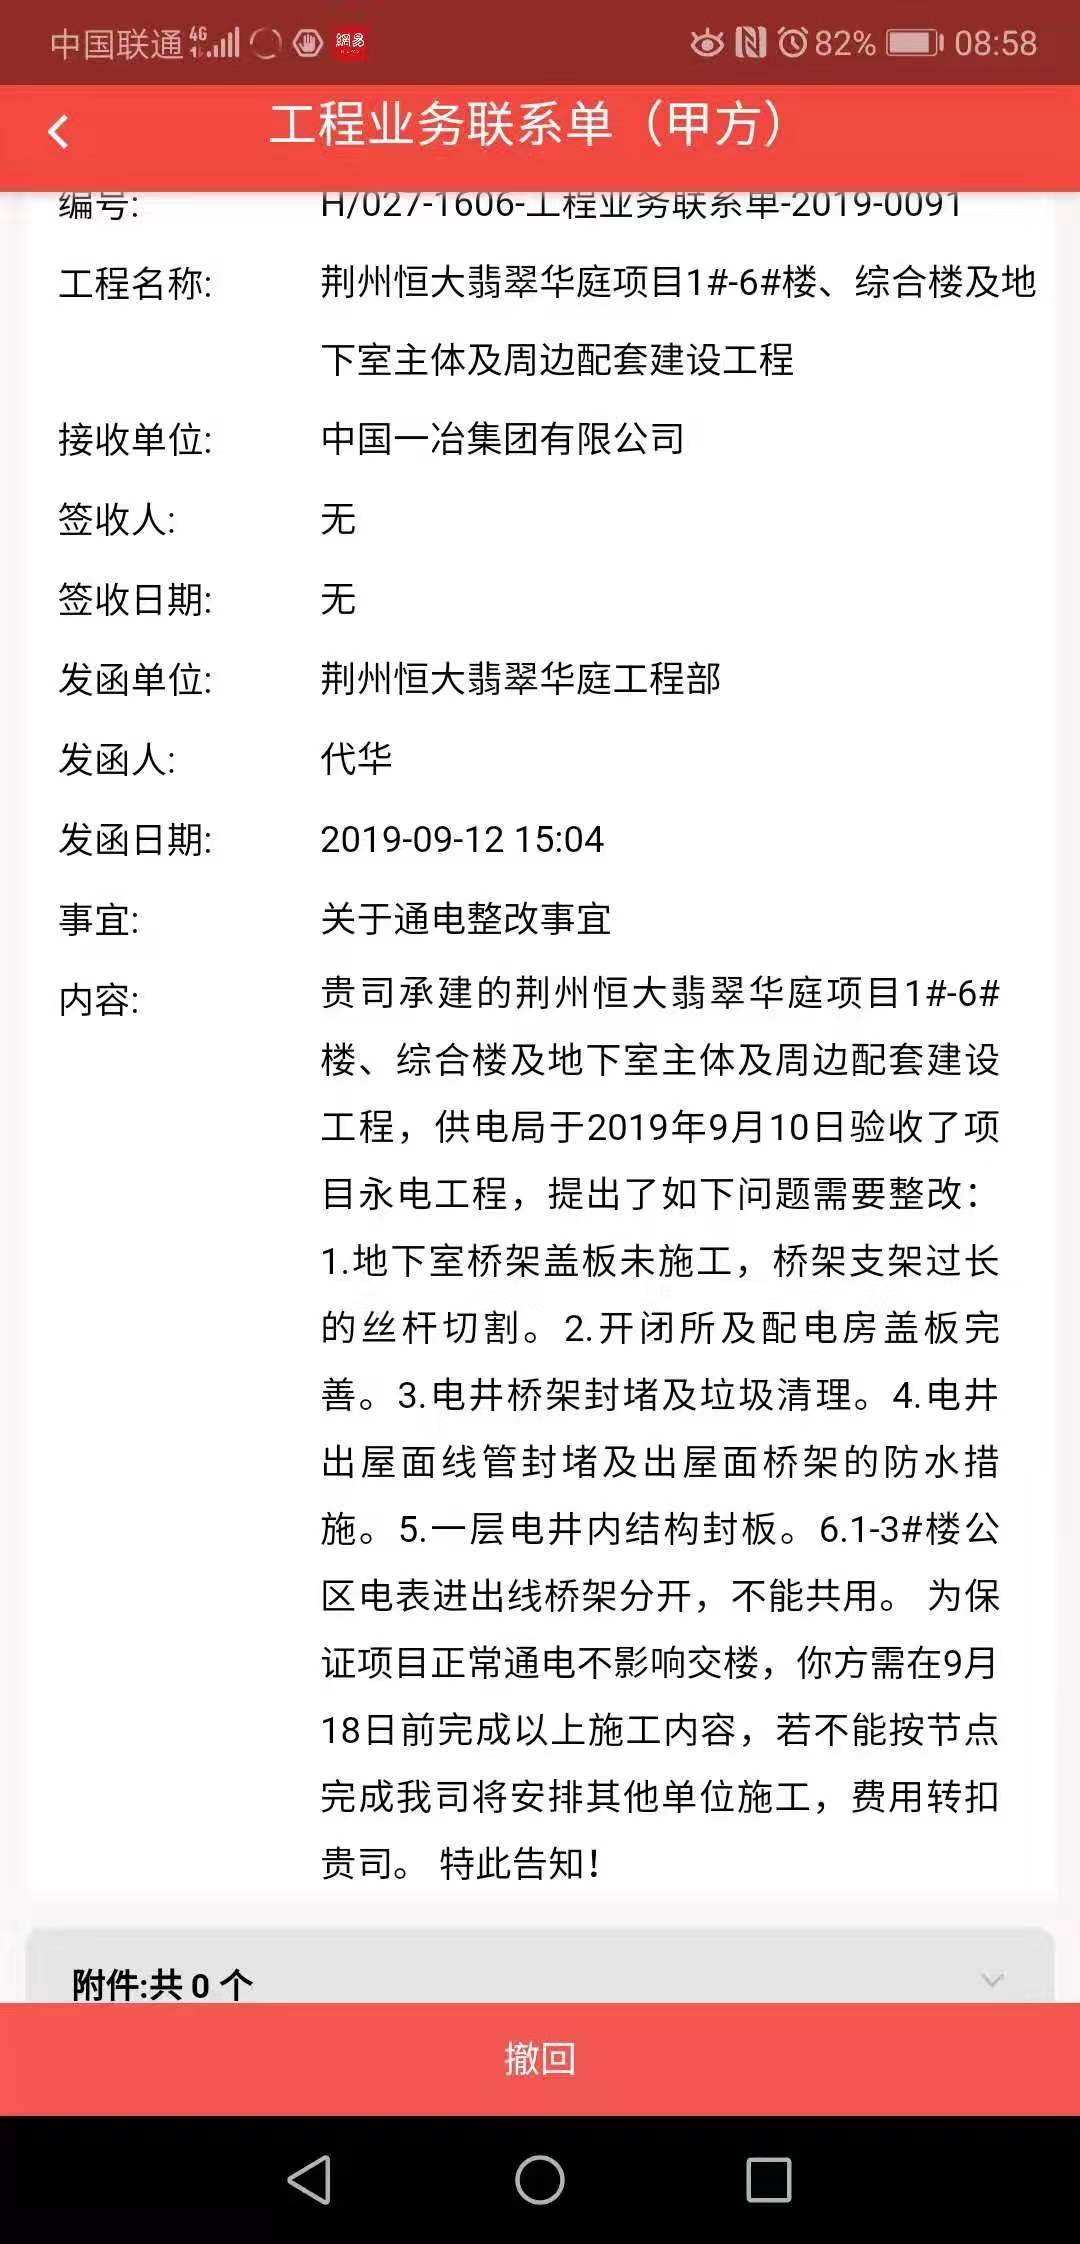 中国联通 4G 網易 82% 08:58
工程业务联系单（甲方）
编号: H/027-1606-工程业务联系单-2019-0091
工程名称: 荆州恒大翡翠华庭项目1#-6#楼、综合楼及地
下室主体及周边配套建设工程
接收单位: 中国一冶集团有限公司
签收人: 无
签收日期: 无
发函单位: 荆州恒大翡翠华庭工程部
发函人: 代华
发函日期: 2019-09-12 15:04
事宜: 关于通电整改事宜
内容: 贵司承建的荆州恒大翡翠华庭项目1#-6#
楼、综合楼及地下室主体及周边配套建设
工程，供电局于2019年9月10日验收了项
目永电工程，提出了如下问题需要整改：
1.地下室桥架盖板未施工，桥架支架过长
的丝杆切割。2.开闭所及配电房盖板完
善。3.电井桥架封堵及垃圾清理。4.电井
出屋面线管封堵及出屋面桥架的防水措
施。5.一层电井内结构封板。6.1-3#楼公
区电表进出线桥架分开，不能共用。 为保
证项目正常通电不影响交楼，你方需在9月
18日前完成以上施工内容，若不能按节点
完成我司将安排其他单位施工，费用转扣
贵司。 特此告知！
附件:共 0 个
撤回